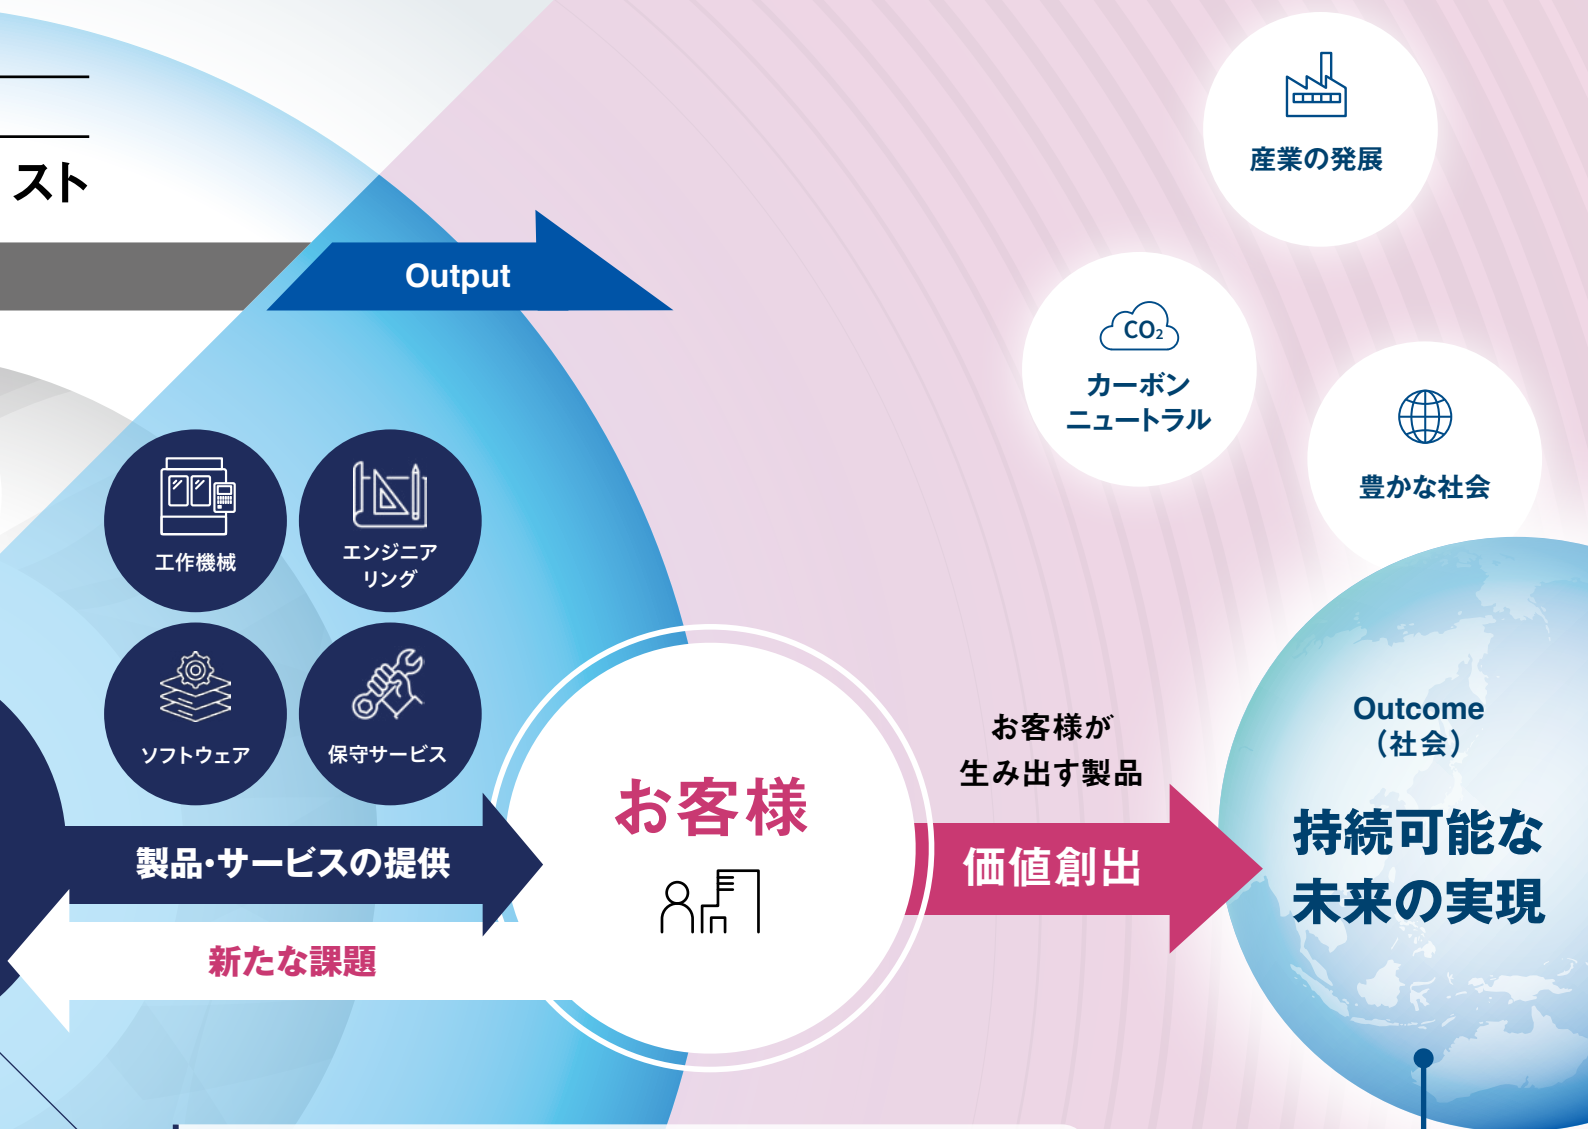 スト
Output
産業の発展
CO₂
カーボン
ニュートラル
豊かな社会
工作機械
エンジニア
リング
ソフトウェア
保守サービス
製品・サービスの提供
新たな課題
お客様
お客様が
生み出す製品
価値創出
Outcome
（社会）
持続可能な
未来の実現